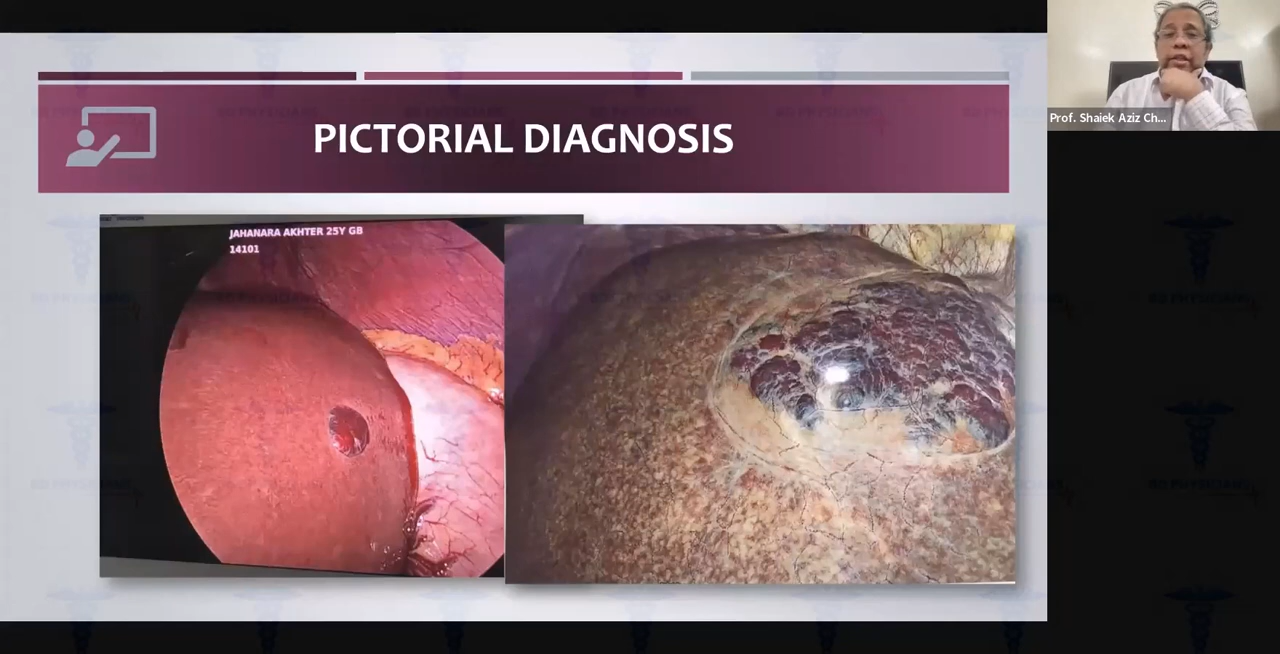 PICTORIAL DIAGNOSIS
JAHANARA AKHTER 25Y GB
14101
Prof. Shaiek Aziz Ch...